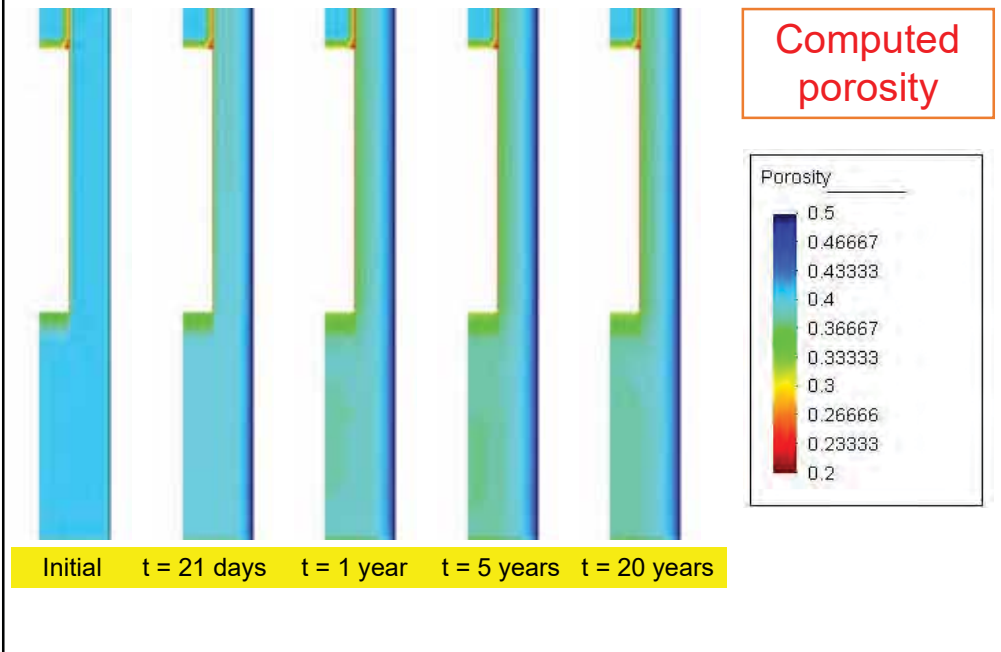 Computed
porosity
Porosity
0.5
0.46667
0.43333
0.4
0.36667
0.33333
0.3
0.26666
0.23333
0.2
Initial t = 21 days t = 1 year t = 5 years t = 20 years